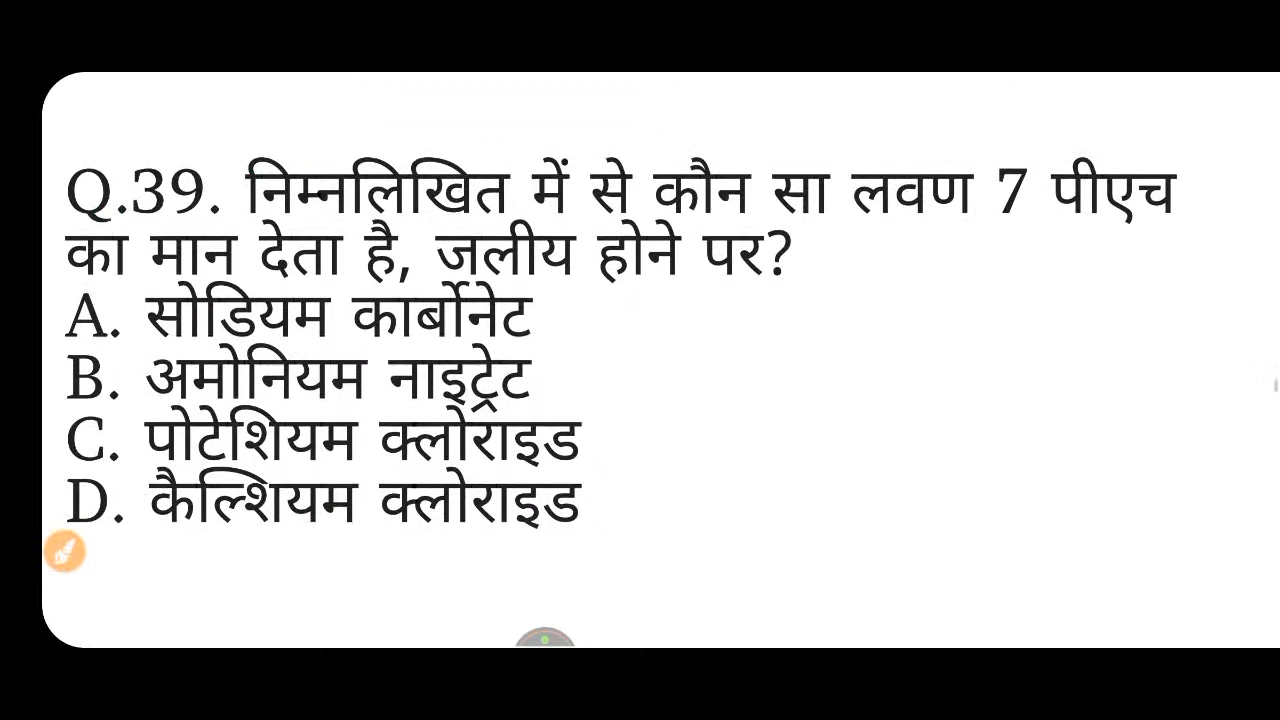 Q.39. निम्नलिखित में से कौन सा लवण 7 पीएच
का मान देता है, जलीय होने पर?
A. सोडियम कार्बोनेट
B. अमोनियम नाइट्रेट
C. पोटेशियम क्लोराइड
D. कैल्शियम क्लोराइड